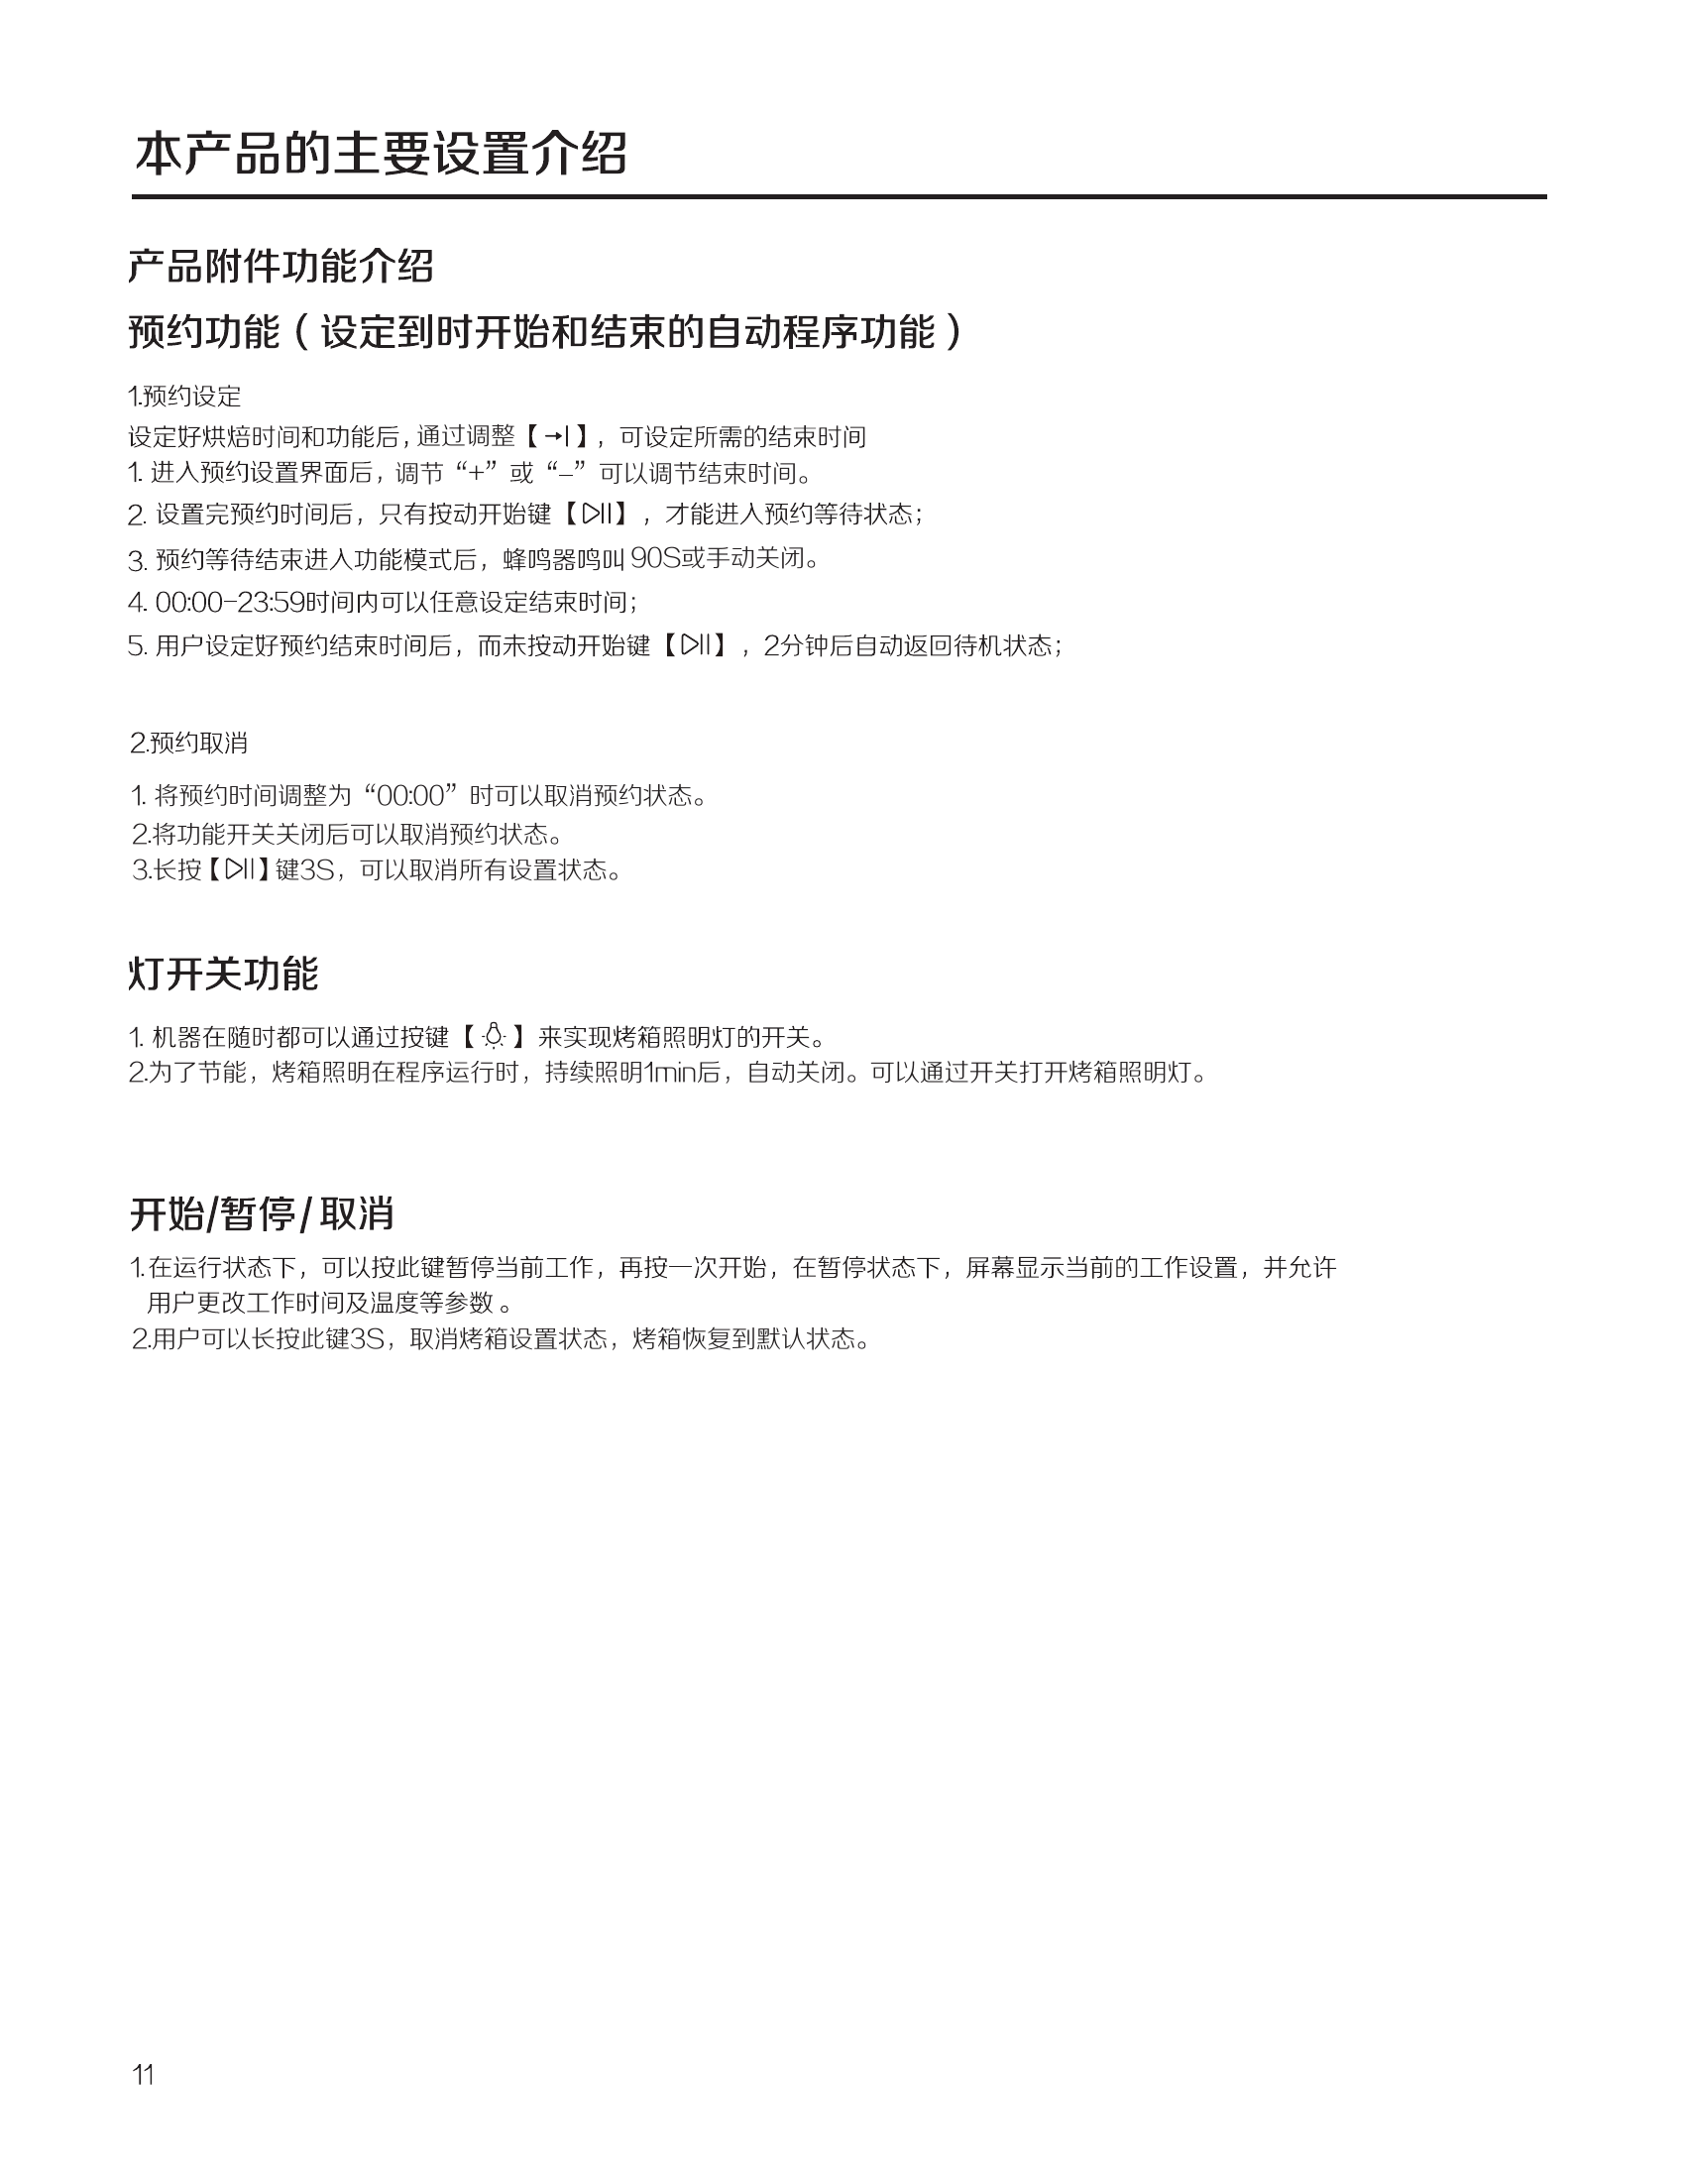 本产品的主要设置介绍
产品附件功能介绍
预约功能（设定到时开始和结束的自动程序功能）
1.预约设定
设定好烘焙时间和功能后，通过调整【→|】，可设定所需的结束时间
1. 进入预约设置界面后，调节“+”或“–”可以调节结束时间。
2. 设置完预约时间后，只有按动开始键【▷||】，才能进入预约等待状态；
3. 预约等待结束进入功能模式后，蜂鸣器鸣叫90S或手动关闭。
4. 00:00-23:59时间内可以任意设定结束时间；
5. 用户设定好预约结束时间后，而未按动开始键【▷||】，2分钟后自动返回待机状态；
2.预约取消
1. 将预约时间调整为“00:00”时可以取消预约状态。
2.将功能开关关闭后可以取消预约状态。
3.长按【▷||】键3S，可以取消所有设置状态。
灯开关功能
1. 机器在随时都可以通过按键【】来实现烤箱照明灯的开关。
2.为了节能，烤箱照明在程序运行时，持续照明1min后，自动关闭。可以通过开关打开烤箱照明灯。
开始/暂停/取消
1.在运行状态下，可以按此键暂停当前工作，再按一次开始，在暂停状态下，屏幕显示当前的工作设置，并允许
用户更改工作时间及温度等参数。
2.用户可以长按此键3S，取消烤箱设置状态，烤箱恢复到默认状态。
11